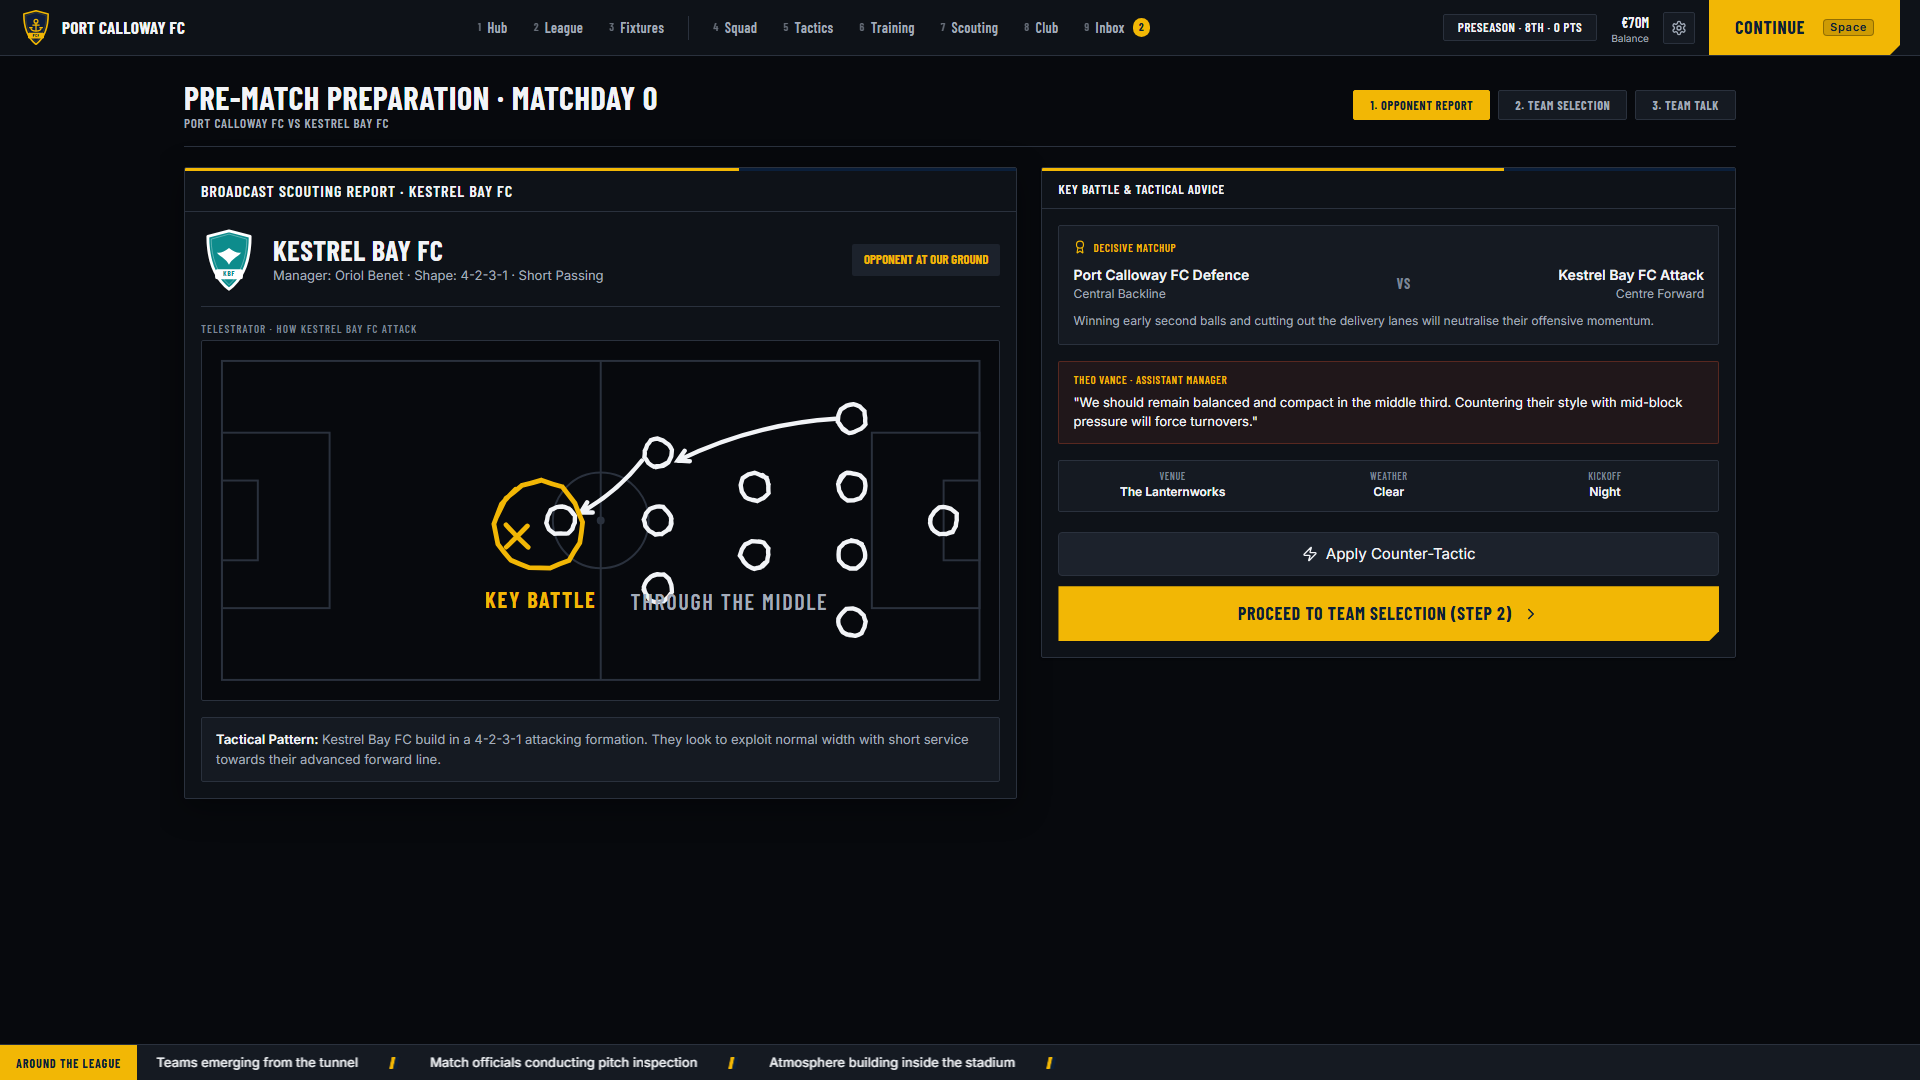 PORT CALLOWAY FC
1 Hub
2 League
3 Fixtures
4 Squad
5 Tactics
6 Training
7 Scouting
8 Club
9 Inbox 2
PRESEASON · 8TH · 0 PTS
€70M
Balance
CONTINUE Space
PRE-MATCH PREPARATION · MATCHDAY 0
PORT CALLOWAY FC VS KESTREL BAY FC
1. OPPONENT REPORT
2. TEAM SELECTION
3. TEAM TALK
BROADCAST SCOUTING REPORT · KESTREL BAY FC
KBF
KESTREL BAY FC
Manager: Oriol Benet · Shape: 4-2-3-1 · Short Passing
OPPONENT AT OUR GROUND
TELESTRATOR · HOW KESTREL BAY FC ATTACK
KEY BATTLE
THROUGH THE MIDDLE
Tactical Pattern: Kestrel Bay FC build in a 4-2-3-1 attacking formation. They look to exploit normal width with short service
towards their advanced forward line.
KEY BATTLE & TACTICAL ADVICE
DECISIVE MATCHUP
Port Calloway FC Defence
Central Backline
VS
Kestrel Bay FC Attack
Centre Forward
Winning early second balls and cutting out the delivery lanes will neutralise their offensive momentum.
THEO VANCE · ASSISTANT MANAGER
"We should remain balanced and compact in the middle third. Countering their style with mid-block
pressure will force turnovers."
VENUE
The Lanternworks
WEATHER
Clear
KICKOFF
Night
Apply Counter-Tactic
PROCEED TO TEAM SELECTION (STEP 2)
AROUND THE LEAGUE
Teams emerging from the tunnel / Match officials conducting pitch inspection / Atmosphere building inside the stadium /